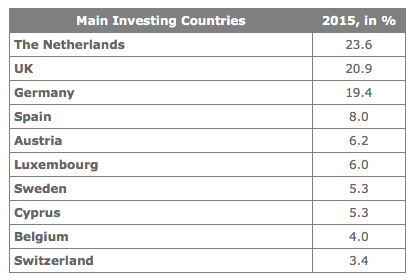 Main Investing Countries 2015, in %
The Netherlands 23.6
UK 20.9
Germany 19.4
Spain 8.0
Austria 6.2
Luxembourg 6.0
Sweden 5.3
Cyprus 5.3
Belgium 4.0
Switzerland 3.4